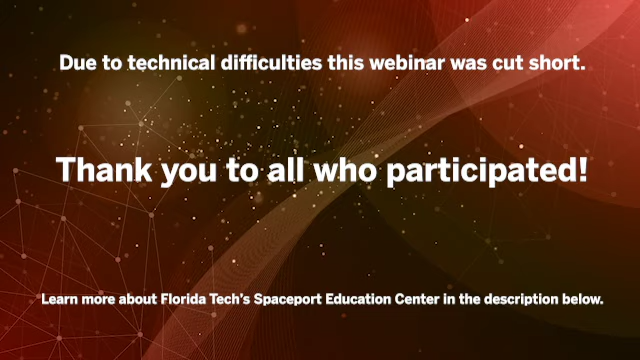 Due to technical difficulties this webinar was cut short.
Thank you to all who participated!
Learn more about Florida Tech's Spaceport Education Center in the description below.